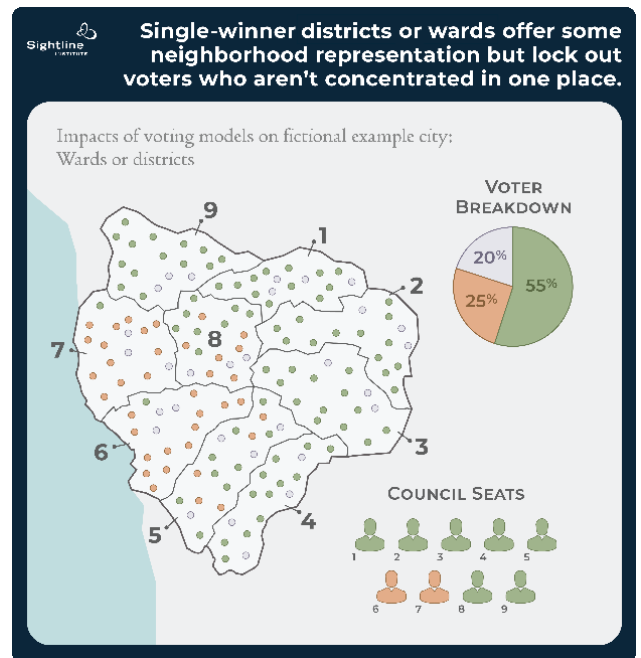 Sightline
INSTITUTE
Single-winner districts or wards offer some
neighborhood representation but lock out
voters who aren't concentrated in one place.
Impacts of voting models on fictional example city:
Wards or districts
VOTER
BREAKDOWN
20%
55%
25%
9
1
2
8
7
3
6
4
5
COUNCIL SEATS
1 2 3 4 5
6 7 8 9